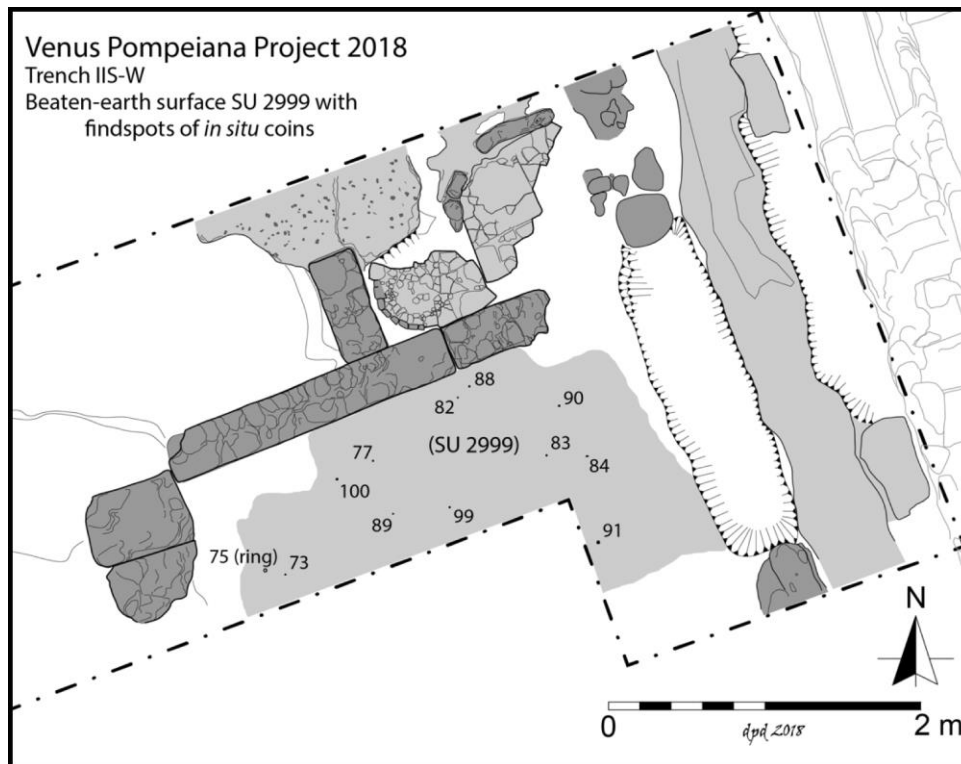 Venus Pompeiana Project 2018
Trench IIS-W
Beaten-earth surface SU 2999 with
findspots of in situ coins
88
82
90
(SU 2999)
83
77
84
100
89
99
91
75 (ring)
73
N
0
2 m
dpd 2018